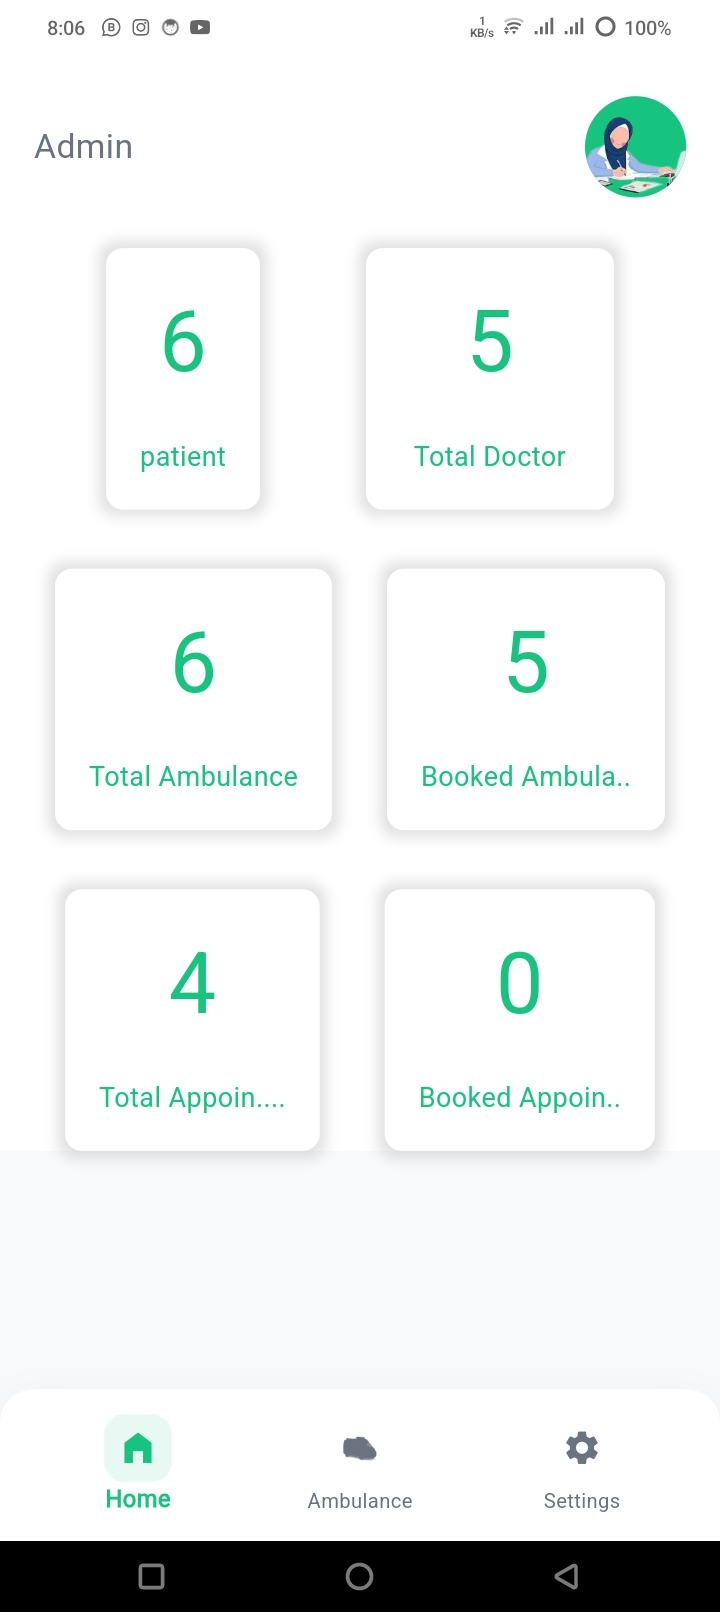 8:06
1
KB/s
100%
Admin
6
5
patient
Total Doctor
6
5
Total Ambulance
Booked Ambula..
4
0
Total Appoin....
Booked Appoin..
Home
Ambulance
Settings